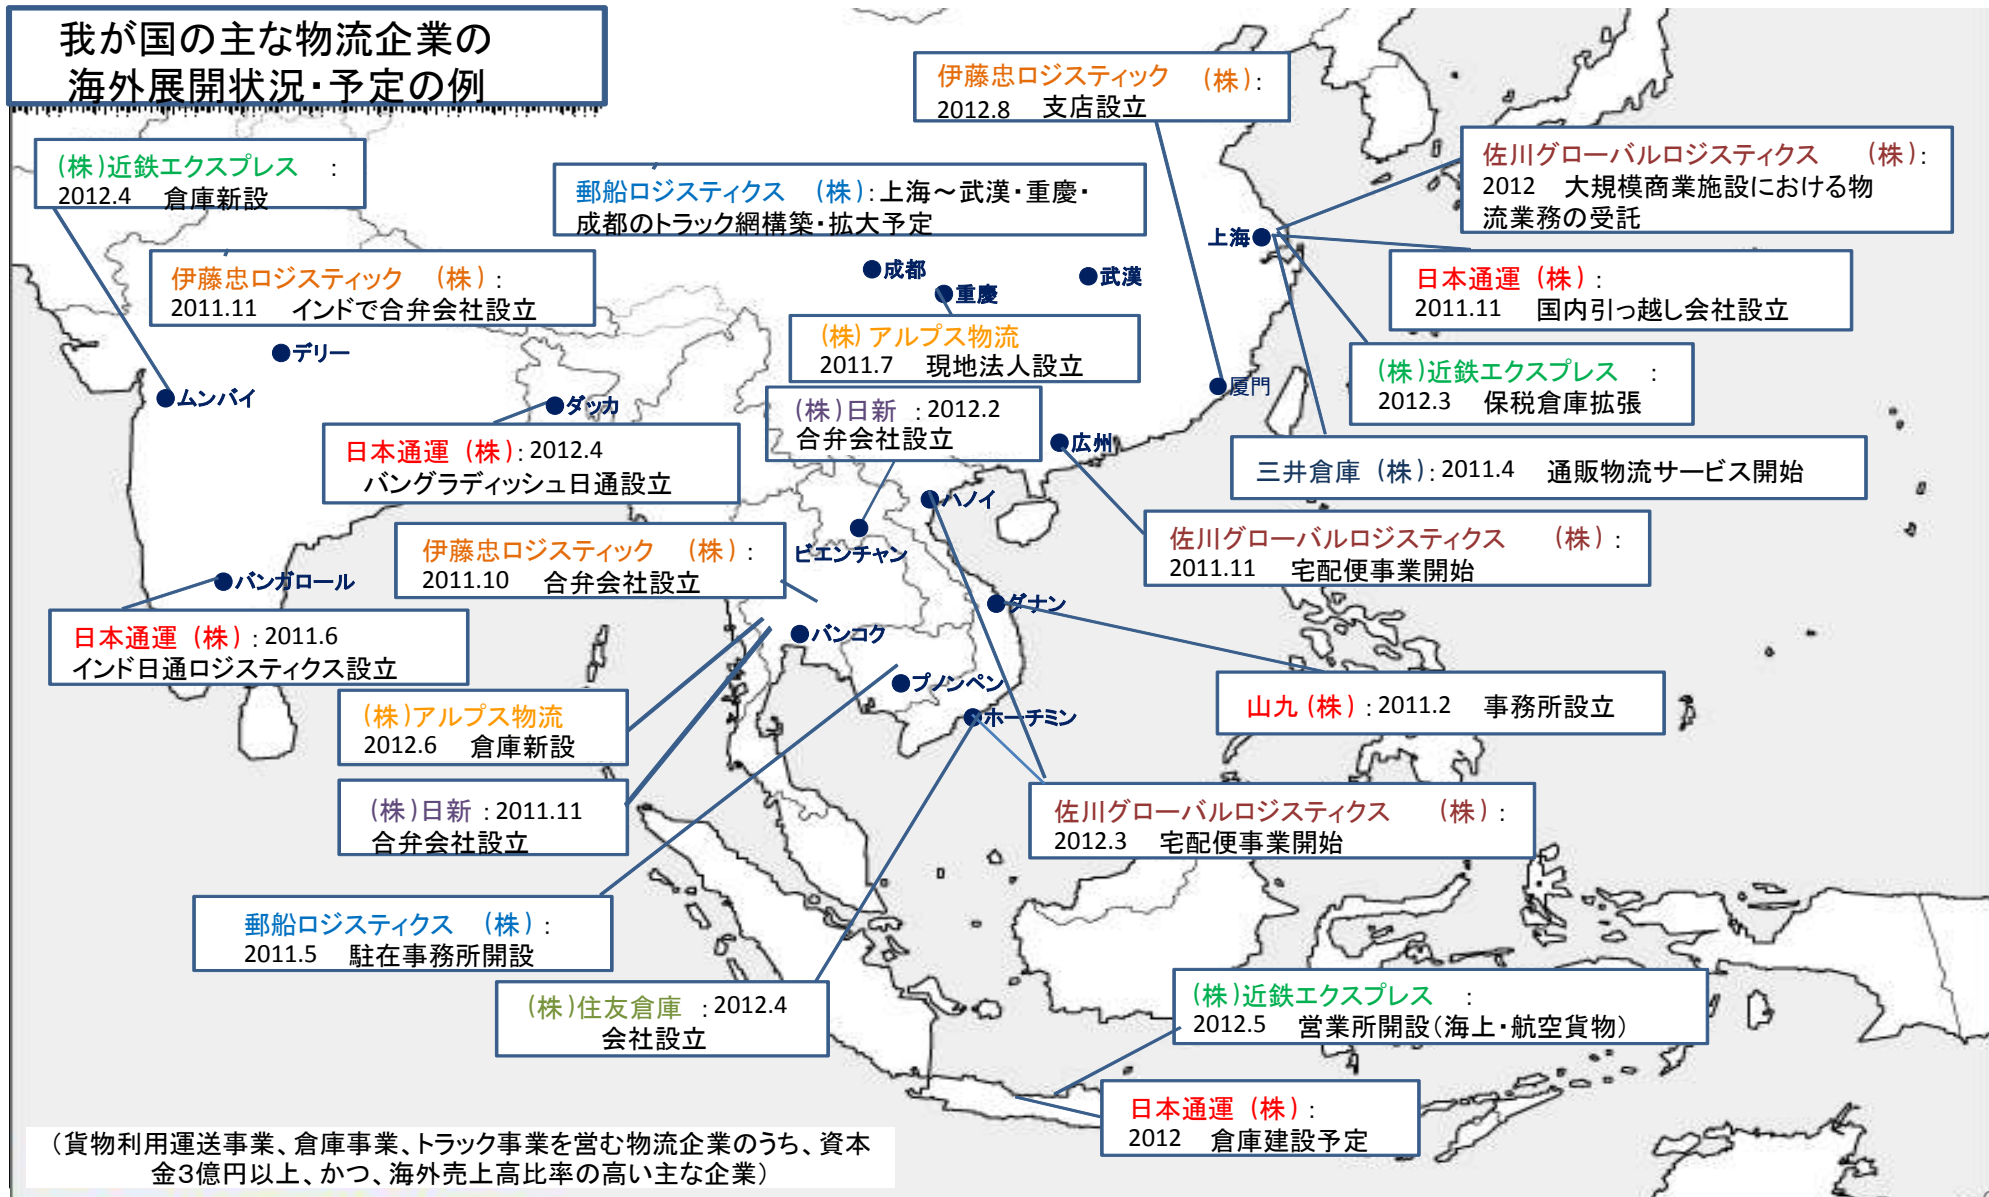 我が国の主な物流企業の
海外展開状況・予定の例
伊藤忠ロジスティック (株):
2012.8 支店設立
(株)近鉄エクスプレス :
2012.4 倉庫新設
郵船ロジスティクス (株):上海～武漢・重慶・
成都のトラック網構築・拡大予定
佐川グローバルロジスティクス (株):
2012 大規模商業施設における物
流業務の受託
上海
伊藤忠ロジスティック (株):
2011.11 インドで合弁会社設立
成都
重慶
武漢
日本通運(株):
2011.11 国内引っ越し会社設立
(株)アルプス物流
2011.7 現地法人設立
デリー
ムンバイ
ダッカ
厦門
(株)近鉄エクスプレス :
2012.3 保税倉庫拡張
(株)日新 :2012.2
合弁会社設立
広州
日本通運(株):2012.4
バングラディッシュ日通設立
三井倉庫(株):2011.4 通販物流サービス開始
ハノイ
伊藤忠ロジスティック (株):
2011.10 合弁会社設立
ビエンチャン
佐川グローバルロジスティクス (株):
2011.11 宅配便事業開始
バンガロール
ダナン
バンコク
日本通運(株):2011.6
インド日通ロジスティクス設立
プノンペン
ホーチミン
山九(株):2011.2 事務所設立
(株)アルプス物流
2012.6 倉庫新設
(株)日新:2011.11
合弁会社設立
佐川グローバルロジスティクス (株):
2012.3 宅配便事業開始
郵船ロジスティクス (株):
2011.5 駐在事務所開設
(株)住友倉庫 :2012.4
会社設立
(株)近鉄エクスプレス :
2012.5 営業所開設(海上・航空貨物)
日本通運(株):
2012 倉庫建設予定
(貨物利用運送事業、倉庫事業、トラック事業を営む物流企業のうち、資本
金3億円以上、かつ、海外売上高比率の高い主な企業)